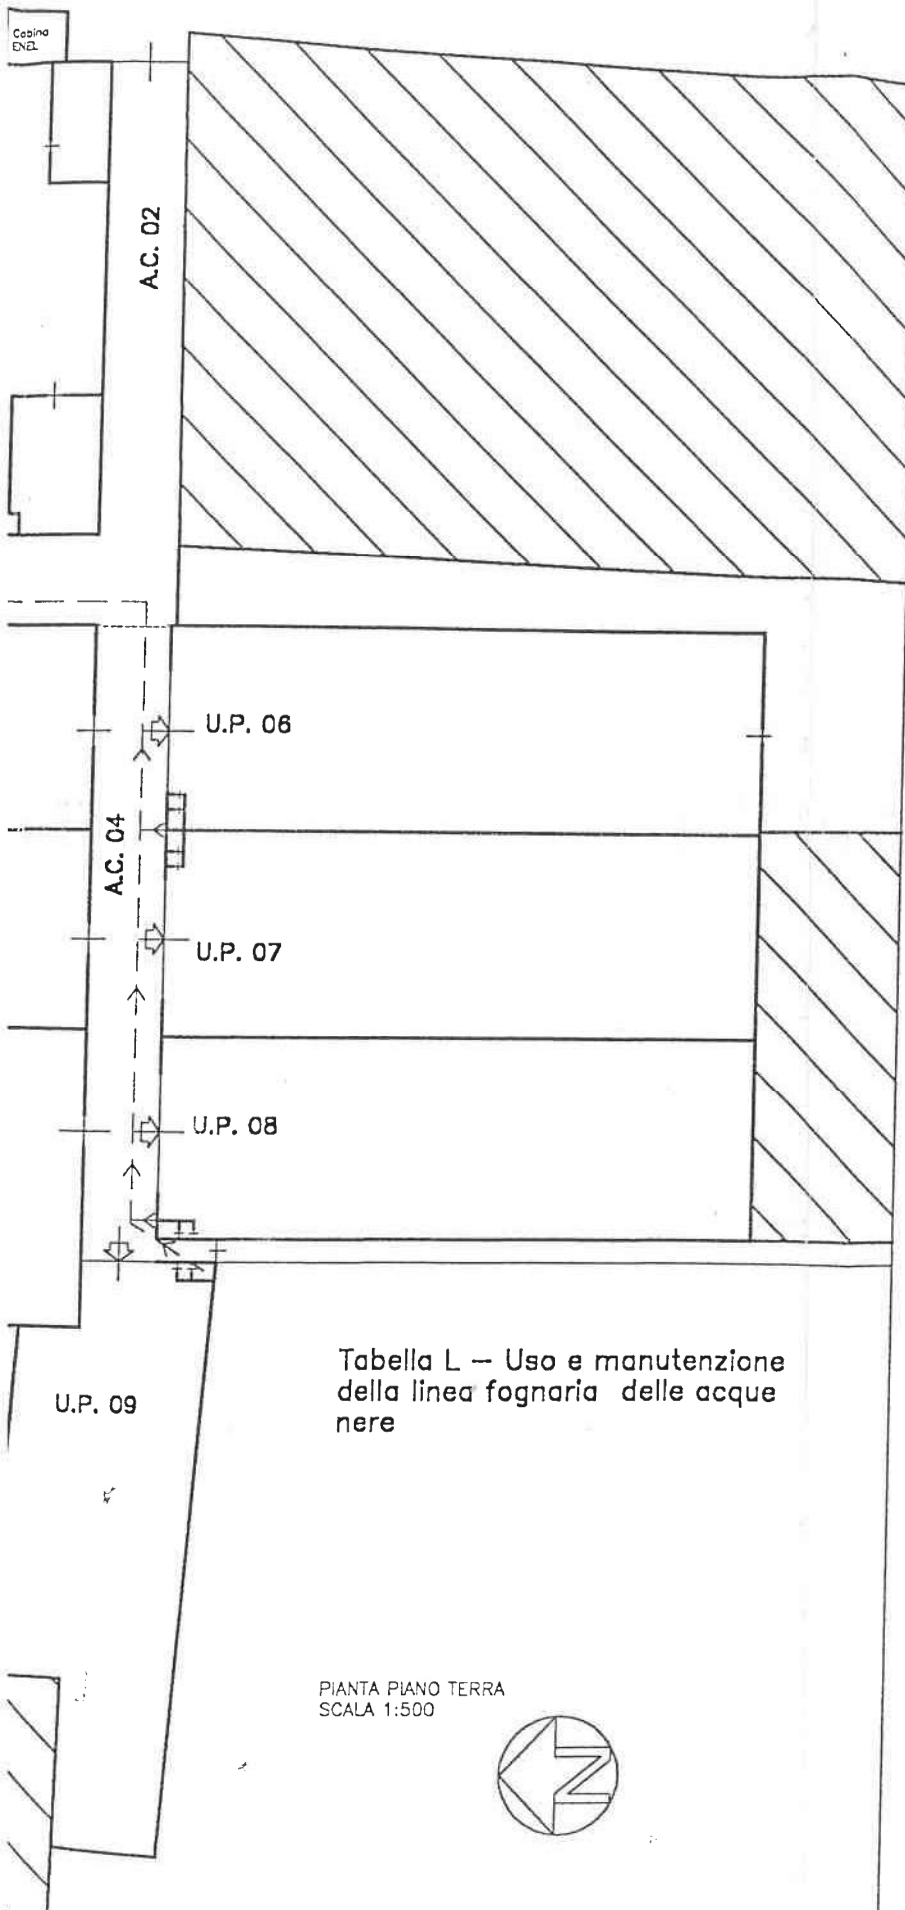 Cabina
ENEL
A.C. 02
U.P. 06
A.C. 04
U.P. 07
U.P. 08
Tabella L – Uso e manutenzione
della linea fognaria delle acque
nere
U.P. 09
PIANTA PIANO TERRA
SCALA 1:500
N